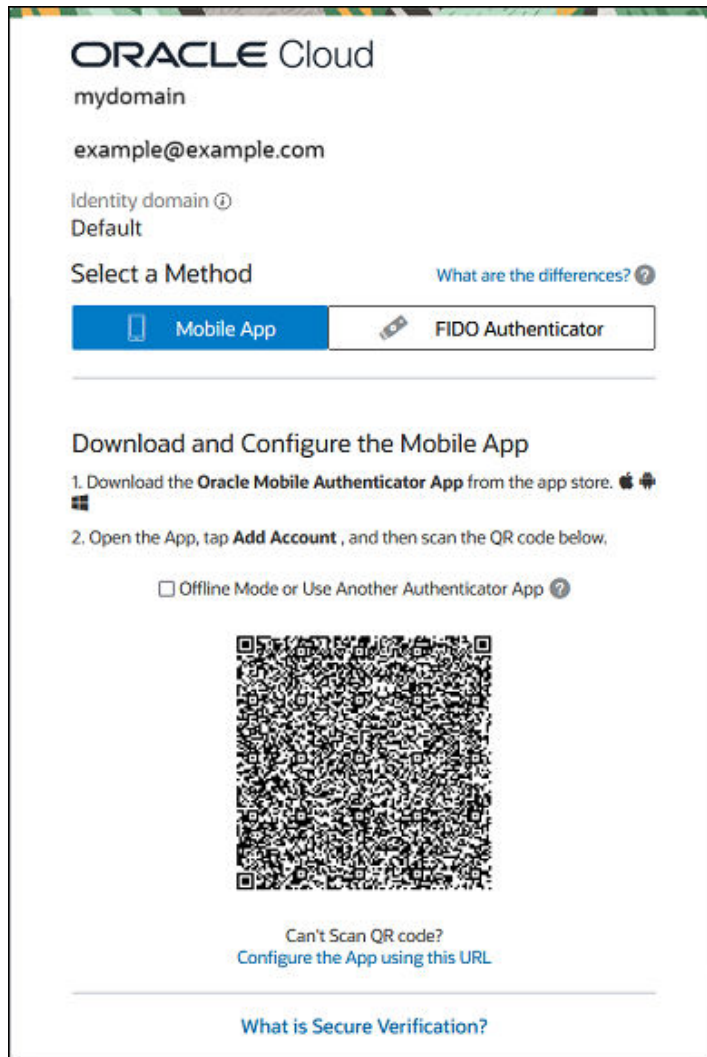 ORACLE Cloud
mydomain
example@example.com
Identity domain
Default
Select a Method
What are the differences?
Mobile App
FIDO Authenticator
Download and Configure the Mobile App
1. Download the Oracle Mobile Authenticator App from the app store.
2. Open the App, tap Add Account , and then scan the QR code below.
Offline Mode or Use Another Authenticator App
Can't Scan QR code?
Configure the App using this URL
What is Secure Verification?